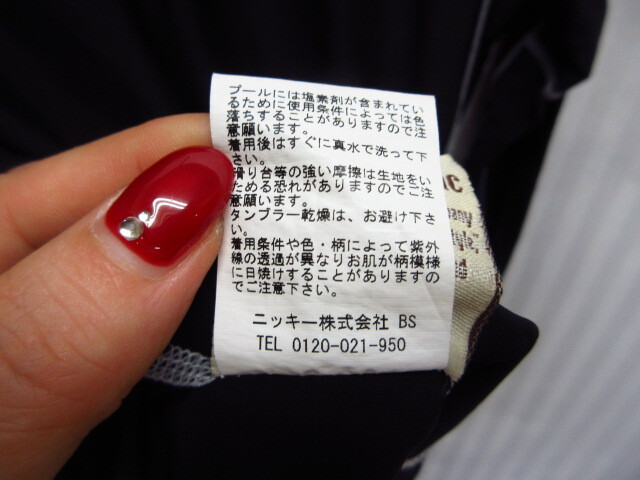 プールには塩素剤が含まれてい
るために使用条件によっては色
落ちすることがありますので注
意願います。
着用後はすぐに真水で洗って下
さい。
滑り台等の強い摩擦は生地をい
ためる恐れがありますのでご注
意願います。
タンブラー乾燥は、お避け下さ
い。
着用条件や色・柄によって紫外
線の透過が異なりお肌が柄模様
に日焼けすることがありますの
でご注意下さい。
ニッキー株式会社 BS
TEL 0120-021-950